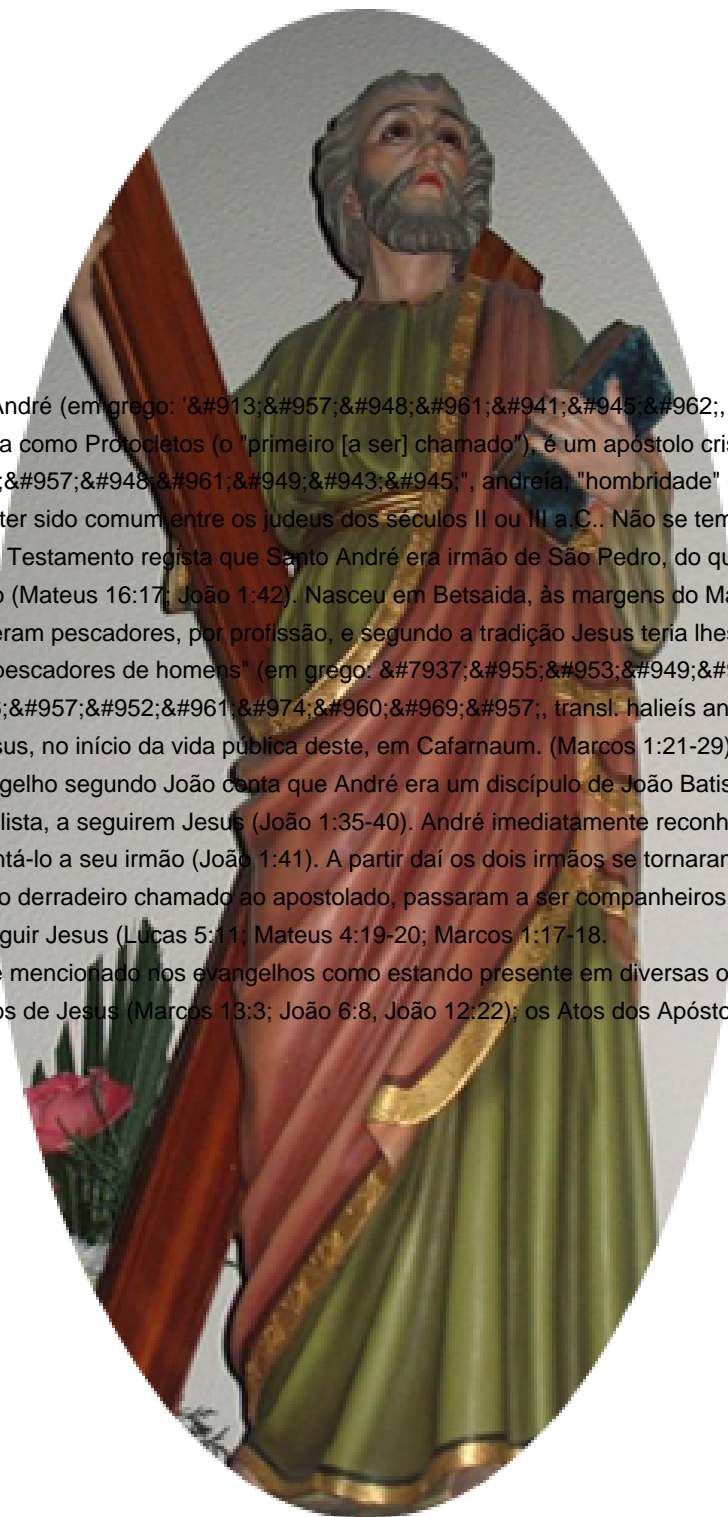 André (em grego: '&#913;&#957;&#948;&#961;&#941;&#945;&#962;,
a como Protocletos (o "primeiro [a ser] chamado"), é um apóstolo cris
;&#957;&#948;&#961;&#949;&#943;&#945;", andreía, "hombridade"
ter sido comum entre os judeus dos séculos II ou III a.C.. Não se tem
Testamento regista que Santo André era irmão de São Pedro, do qu
o (Mateus 16:17; João 1:42). Nasceu em Betsaida, às margens do Ma
eram pescadores, por profissão, e segundo a tradição Jesus teria lhes
pescadores de homens" (em grego: &#7937;&#955;&#953;&#949;&#9
;&#957;&#952;&#961;&#974;&#960;&#969;&#957;, transl. halieís an
sus, no início da vida pública deste, em Cafarnaum. (Marcos 1:21-29)
gelho segundo João conta que André era um discípulo de João Batis
lista, a seguirem Jesus (João 1:35-40). André imediatamente reconh
ntá-lo a seu irmão (João 1:41). A partir daí os dois irmãos se tornaram
o derradeiro chamado ao apostolado, passaram a ser companheiros
guir Jesus (Lucas 5:11; Mateus 4:19-20; Marcos 1:17-18.
é mencionado nos evangelhos como estando presente em diversas o
os de Jesus (Marcos 13:3; João 6:8, João 12:22); os Atos dos Apósto